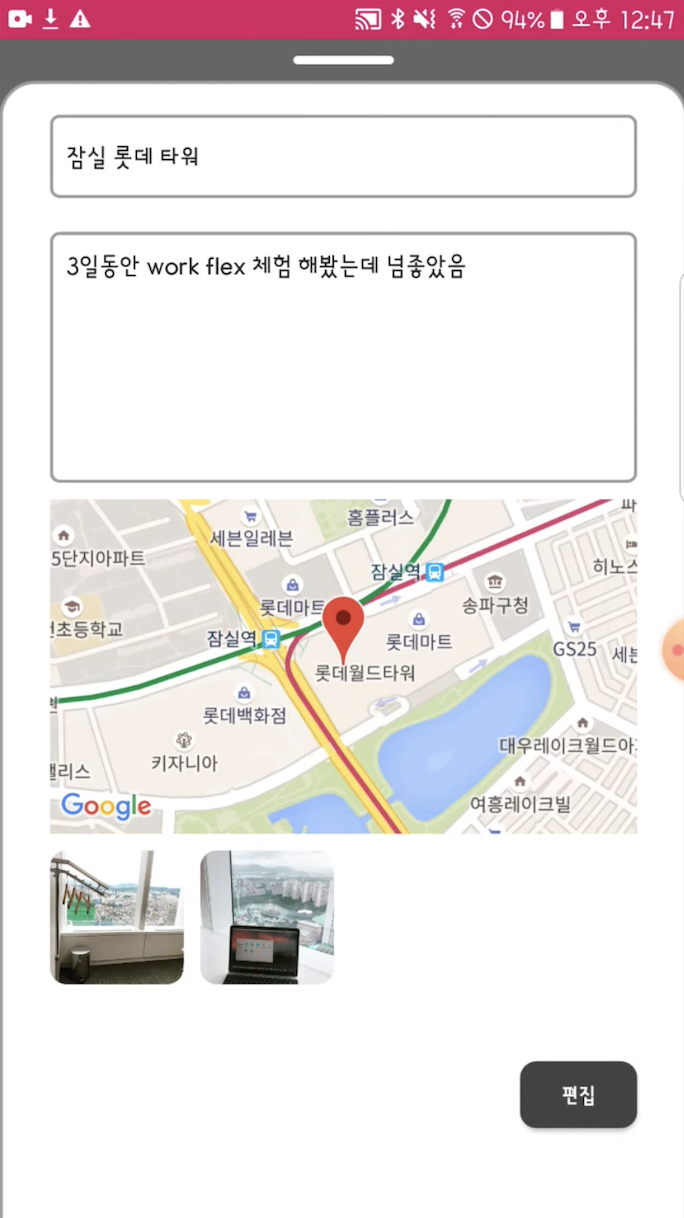 94% 오후 12:47
잠실 롯데 타워
3일동안 work flex 체험 해봤는데 넘좋았음
홈플러스
세븐일레븐
5단지아파트
잠실역
히노스
롯데마트
송파구청
초등학교
잠실역
롯데마트
GS25
세븐
롯데월드타워
롯데백화점
키자니아
대우레이크월드아
갤리스
여흥레이크빌
Google
편집